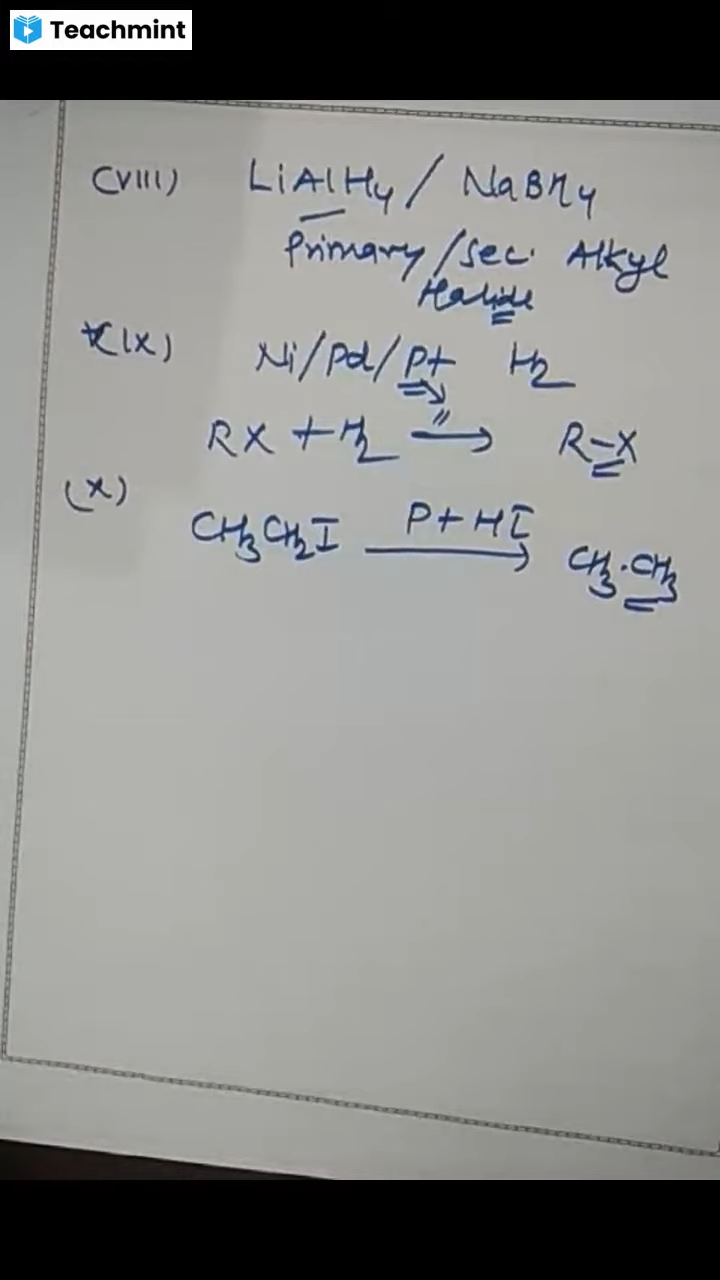 Teachmint
(VIII) LiAlH4 / NaBH4
Primary/Sec. Alkyl
Halide
(IX) Ni/Pd/Pt H2
RX + H2 → R-X
(X)
CH3CH2I P+HI → CH3.CH3